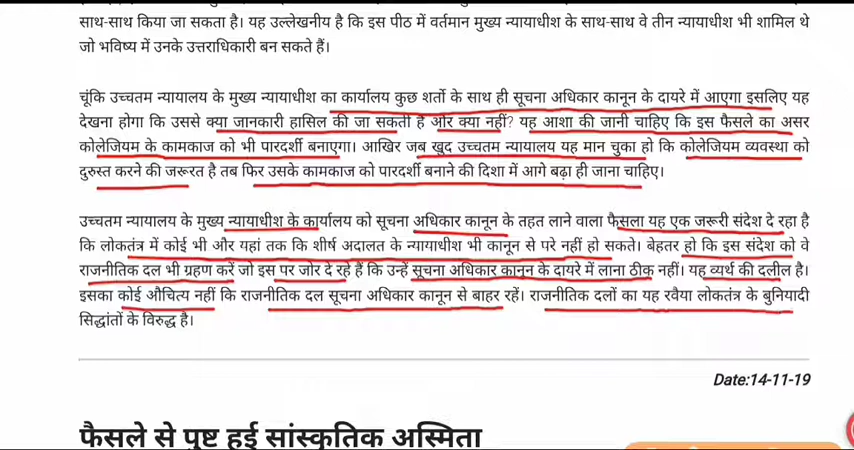 साथ-साथ किया जा सकता है। यह उल्लेखनीय है कि इस पीठ में वर्तमान मुख्य न्यायाधीश के साथ-साथ वे तीन न्यायाधीश भी शामिल थे
जो भविष्य में उनके उत्तराधिकारी बन सकते हैं।
चूंकि उच्चतम न्यायालय के मुख्य न्यायाधीश का कार्यालय कुछ शर्तो के साथ ही सूचना अधिकार कानून के दायरे में आएगा इसलिए यह
देखना होगा कि उससे क्या जानकारी हासिल की जा सकती है और क्या नहीं? यह आशा की जानी चाहिए कि इस फैसले का असर
कोलेजियम के कामकाज को भी पारदर्शी बनाएगा। आखिर जब खुद उच्चतम न्यायालय यह मान चुका हो कि कोलेजियम व्यवस्था को
दुरुस्त करने की जरूरत है तब फिर उसके कामकाज को पारदर्शी बनाने की दिशा में आगे बढ़ा ही जाना चाहिए।
उच्चतम न्यायालय के मुख्य न्यायाधीश के कार्यालय को सूचना अधिकार कानून के तहत लाने वाला फैसला यह एक जरूरी संदेश दे रहा है
कि लोकतंत्र में कोई भी और यहां तक कि शीर्ष अदालत के न्यायाधीश भी कानून से परे नहीं हो सकते। बेहतर हो कि इस संदेश को वे
राजनीतिक दल भी ग्रहण करें जो इस पर जोर दे रहे हैं कि उन्हें सूचना अधिकार कानून के दायरे में लाना ठीक नहीं। यह व्यर्थ की दलील है।
इसका कोई औचित्य नहीं कि राजनीतिक दल सूचना अधिकार कानून से बाहर रहें। राजनीतिक दलों का यह रवैया लोकतंत्र के बुनियादी
सिद्धांतों के विरुद्ध है।
Date:14-11-19
फैसले से पुष्ट हुई सांस्कृतिक अस्मिता